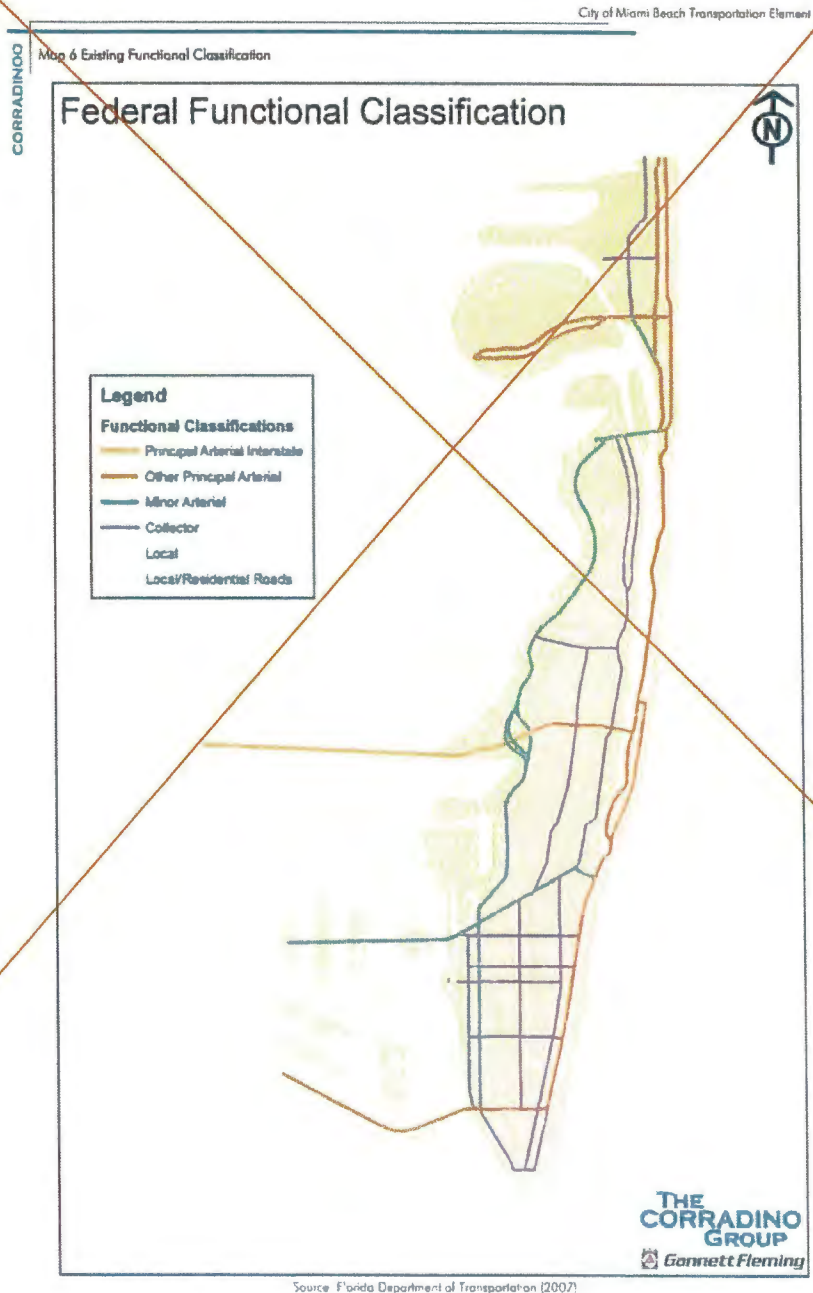 City of Miami Beach Transportation Element
CORRADINOO
Map 6 Existing Functional Classification
Federal Functional Classification
N
Legend
Functional Classifications
Principal Arterial Interstate
Other Principal Arterial
Minor Arterial
Collector
Local
Local/Residential Roads
THE
CORRADINO
GROUP
Gannett Fleming
Source: Florida Department of Transportation (2007)